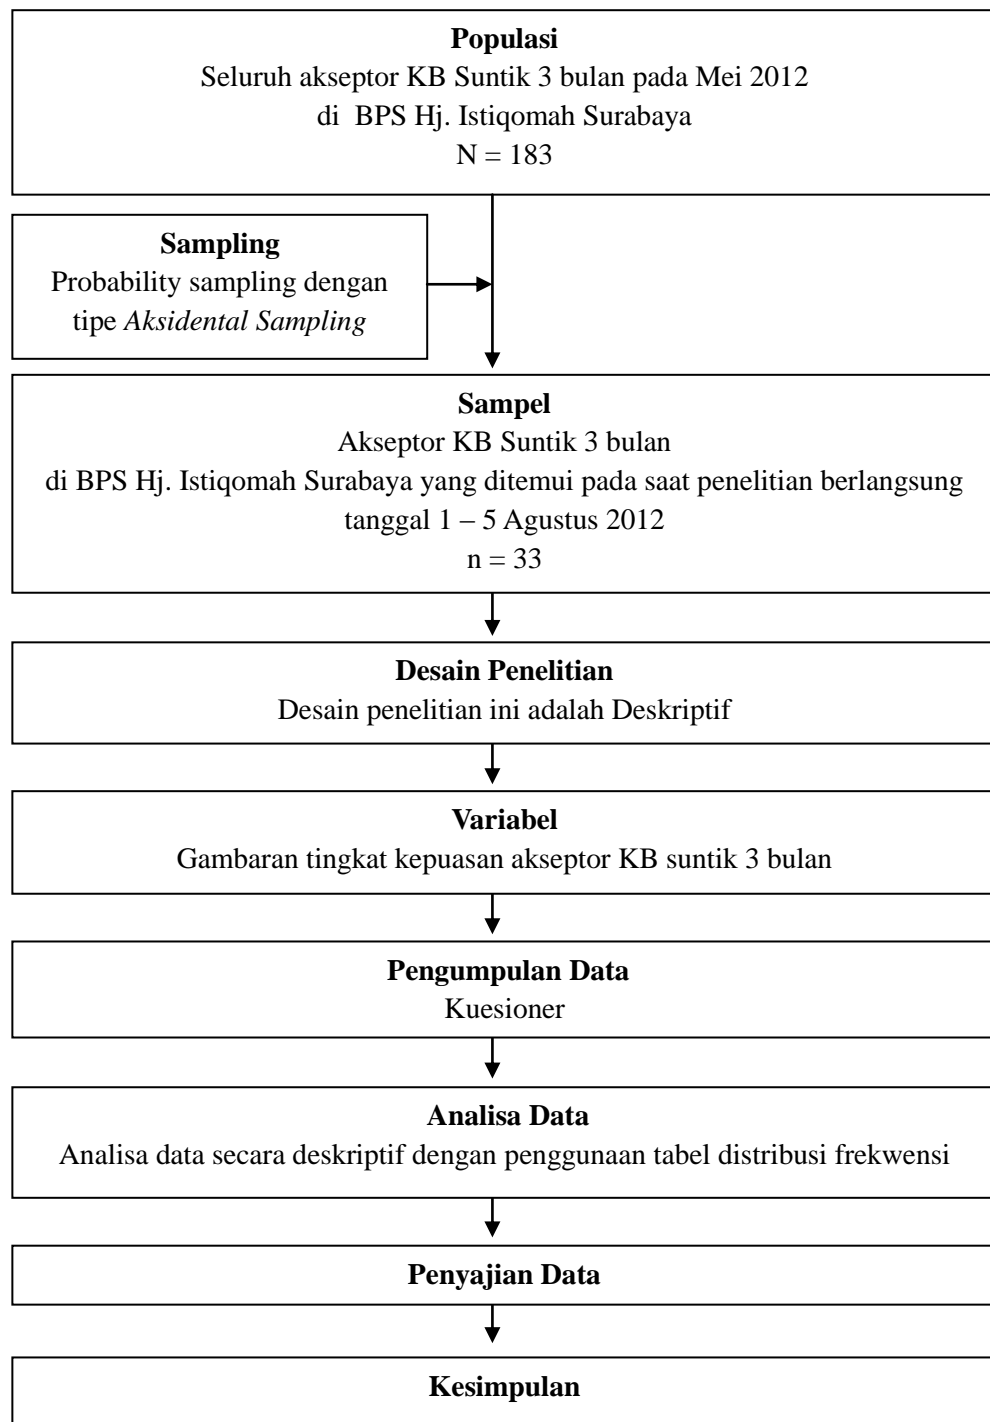 Populasi
Seluruh akseptor KB Suntik 3 bulan pada Mei 2012
di BPS Hj. Istiqomah Surabaya
N = 183
Sampling
Probability sampling dengan
tipe Aksidental Sampling
Sampel
Akseptor KB Suntik 3 bulan
di BPS Hj. Istiqomah Surabaya yang ditemui pada saat penelitian berlangsung
tanggal 1 – 5 Agustus 2012
n = 33
Desain Penelitian
Desain penelitian ini adalah Deskriptif
Variabel
Gambaran tingkat kepuasan akseptor KB suntik 3 bulan
Pengumpulan Data
Kuesioner
Analisa Data
Analisa data secara deskriptif dengan penggunaan tabel distribusi frekwensi
Penyajian Data
Kesimpulan